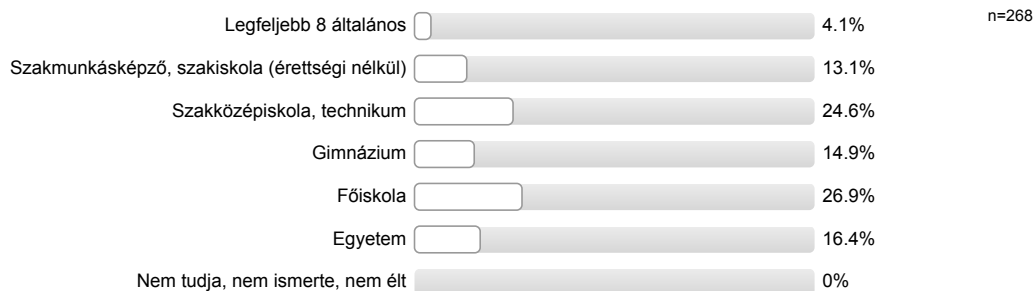 Legfeljebb 8 általános 4.1% n=268
Szakmunkásképző, szakiskola (érettségi nélkül) 13.1%
Szakközépiskola, technikum 24.6%
Gimnázium 14.9%
Főiskola 26.9%
Egyetem 16.4%
Nem tudja, nem ismerte, nem élt 0%